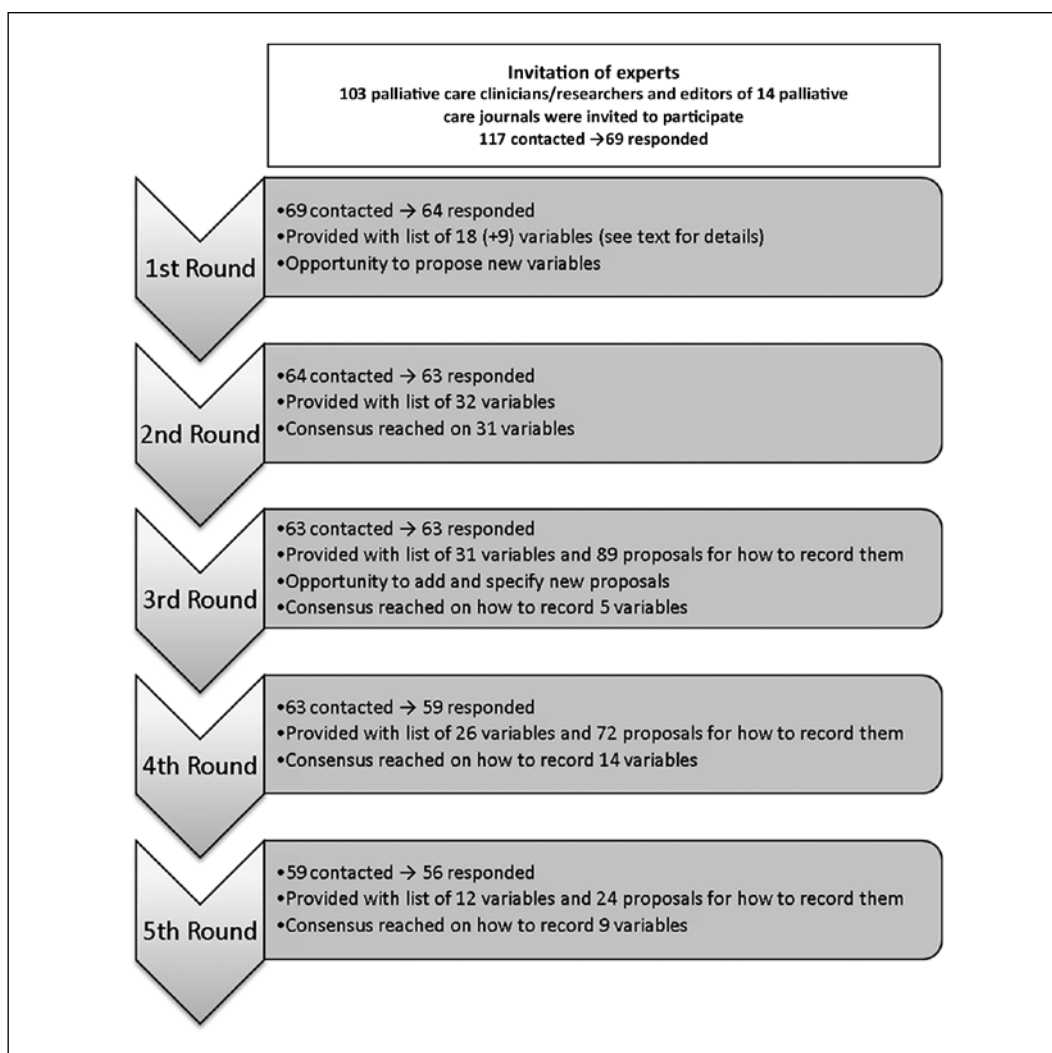 Invitation of experts
103 palliative care clinicians/researchers and editors of 14 palliative
care journals were invited to participate
117 contacted →69 responded
1st Round
•69 contacted → 64 responded
•Provided with list of 18 (+9) variables (see text for details)
•Opportunity to propose new variables
2nd Round
•64 contacted → 63 responded
•Provided with list of 32 variables
•Consensus reached on 31 variables
3rd Round
•63 contacted → 63 responded
•Provided with list of 31 variables and 89 proposals for how to record them
•Opportunity to add and specify new proposals
•Consensus reached on how to record 5 variables
4th Round
•63 contacted → 59 responded
•Provided with list of 26 variables and 72 proposals for how to record them
•Consensus reached on how to record 14 variables
5th Round
•59 contacted → 56 responded
•Provided with list of 12 variables and 24 proposals for how to record them
•Consensus reached on how to record 9 variables